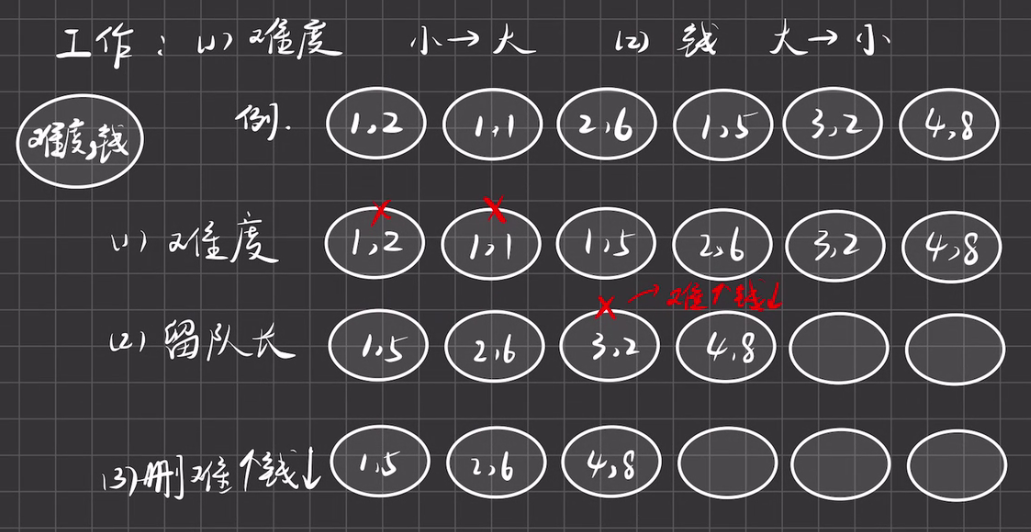 工作：(1) 难度 小→大 (2) 钱 大→小
难度,钱 例. 1,2 1,1 2,6 1,5 3,2 4,8
(1) 难度 1,2 1,1 1,5 2,6 3,2 4,8
→难↑钱↓
(2) 留队长 1,5 2,6 3,2 4,8
(3) 删难↑钱↓ 1,5 2,6 4,8